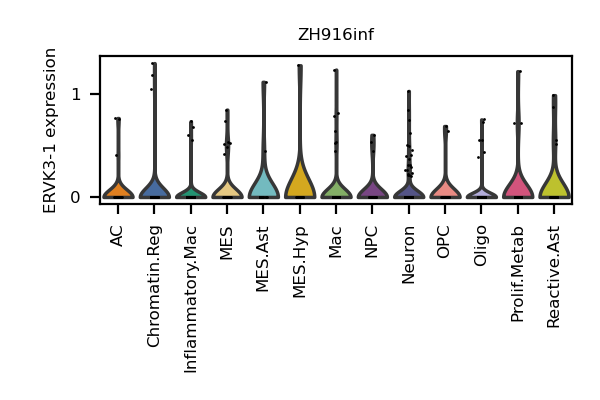 ZH916inf
ERVK3-1 expression
1
0
AC
Chromatin.Reg
Inflammatory.Mac
MES
MES.Ast
MES.Hyp
Mac
NPC
Neuron
OPC
Oligo
Prolif.Metab
Reactive.Ast